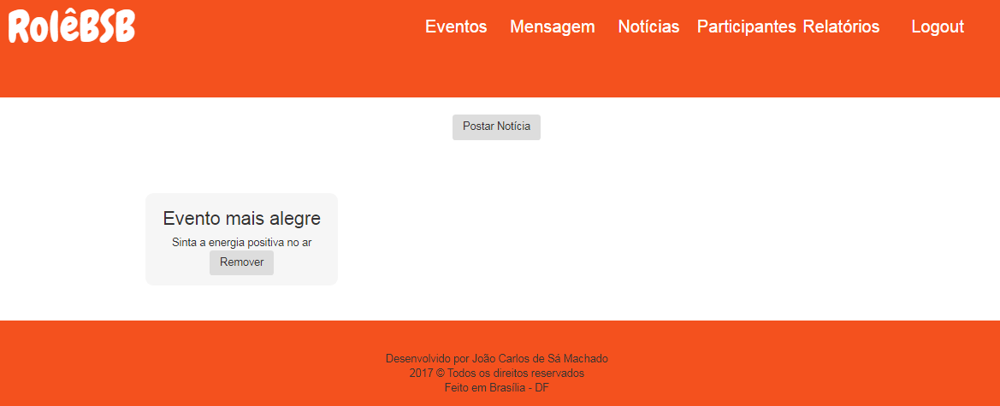 RolêBSB
Eventos Mensagem Notícias Participantes Relatórios Logout
Postar Notícia
Evento mais alegre
Sinta a energia positiva no ar
Remover
Desenvolvido por João Carlos de Sá Machado
2017 © Todos os direitos reservados
Feito em Brasília - DF